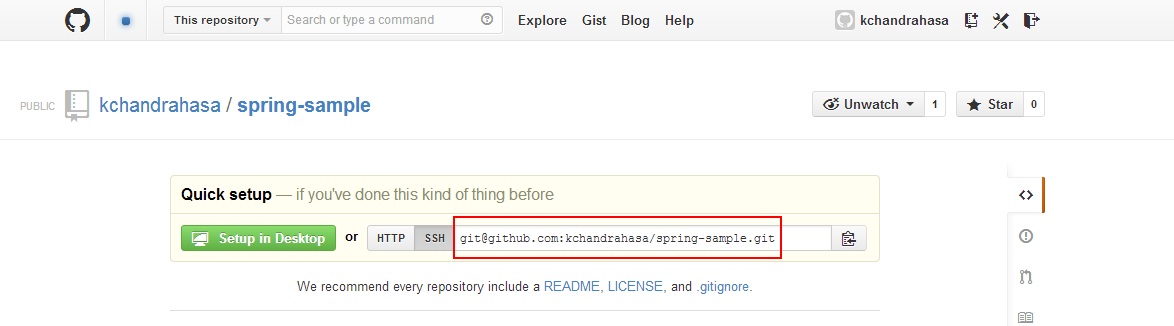 This repository Search or type a command Explore Gist Blog Help kchandrahasa
PUBLIC kchandrahasa / spring-sample Unwatch 1 Star 0
Quick setup — if you've done this kind of thing before
Setup in Desktop or HTTP SSH git@github.com:kchandrahasa/spring-sample.git
We recommend every repository include a README, LICENSE, and .gitignore.